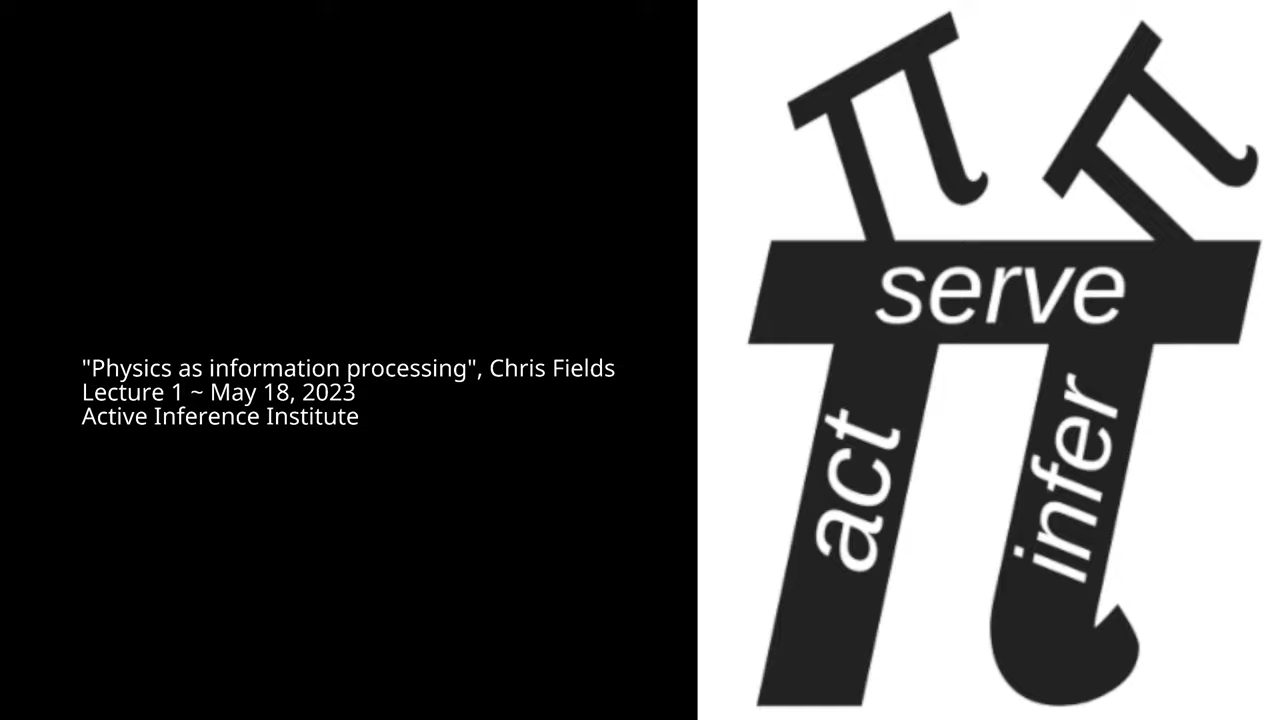 "Physics as information processing", Chris Fields
Lecture 1 ~ May 18, 2023
Active Inference Institute
serve
act
infer